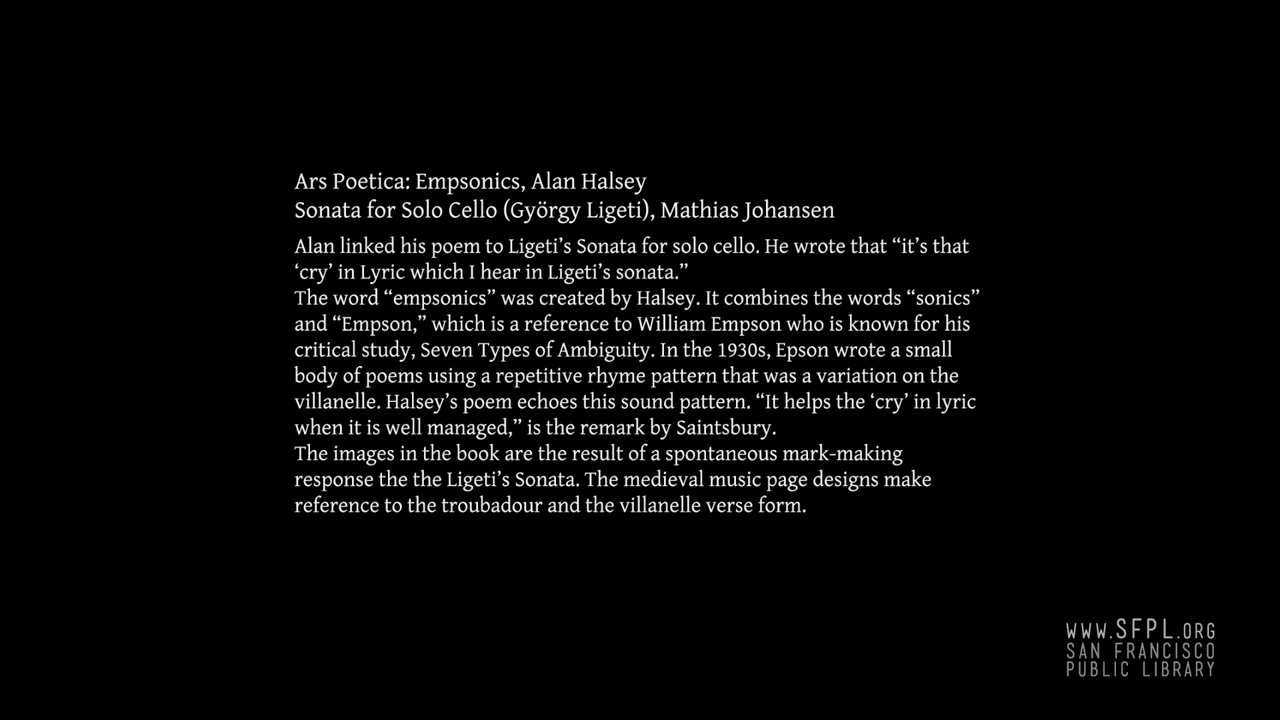 Ars Poetica: Empsonics, Alan Halsey
Sonata for Solo Cello (György Ligeti), Mathias Johansen
Alan linked his poem to Ligeti’s Sonata for solo cello. He wrote that “it’s that
‘cry’ in Lyric which I hear in Ligeti’s sonata.”
The word “empsonics” was created by Halsey. It combines the words “sonics”
and “Empson,” which is a reference to William Empson who is known for his
critical study, Seven Types of Ambiguity. In the 1930s, Epson wrote a small
body of poems using a repetitive rhyme pattern that was a variation on the
villanelle. Halsey’s poem echoes this sound pattern. “It helps the ‘cry’ in lyric
when it is well managed,” is the remark by Saintsbury.
The images in the book are the result of a spontaneous mark-making
response the the Ligeti’s Sonata. The medieval music page designs make
reference to the troubadour and the villanelle verse form.
WWW.SFPL.ORG
SAN FRANCISCO
PUBLIC LIBRARY